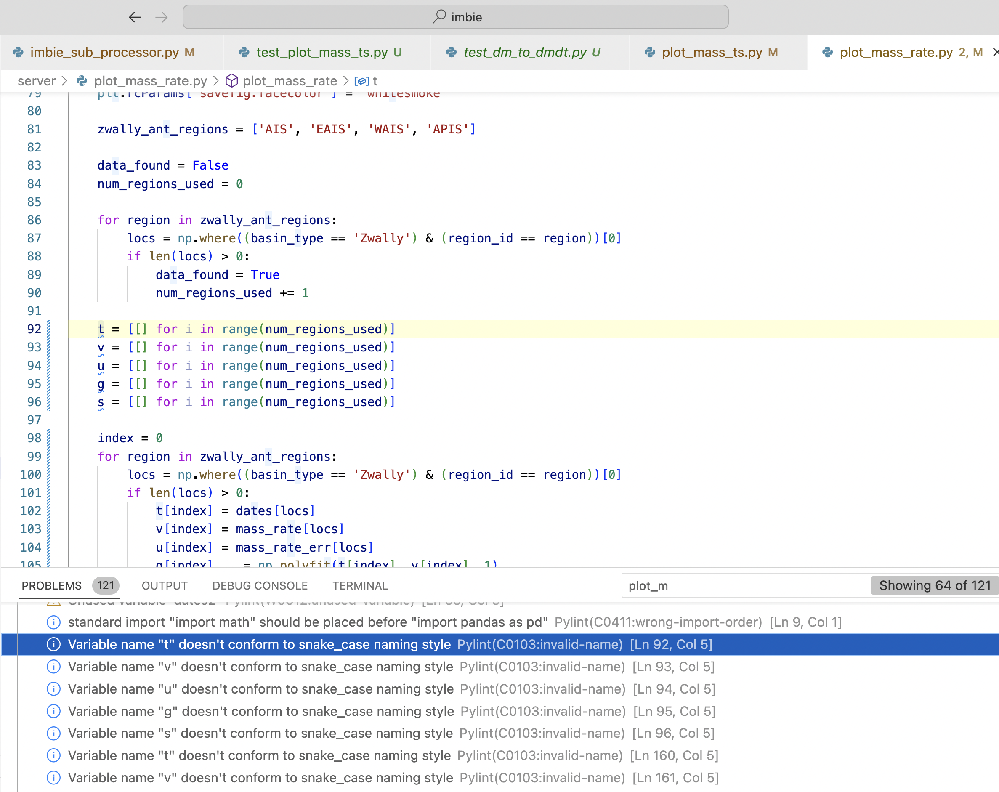 imbie
imbie_sub_processor.py M
test_plot_mass_ts.py U
test_dm_to_dmdt.py U
plot_mass_ts.py M
plot_mass_rate.py 2, M
server > plot_mass_rate.py > plot_mass_rate > t
79 plt.rcParams['savefig.facecolor'] = 'whitesmoke'
80
81 zwally_ant_regions = ['AIS', 'EAIS', 'WAIS', 'APIS']
82
83 data_found = False
84 num_regions_used = 0
85
86 for region in zwally_ant_regions:
87 locs = np.where((basin_type == 'Zwally') & (region_id == region))[0]
88 if len(locs) > 0:
89 data_found = True
90 num_regions_used += 1
91
92 t = [[] for i in range(num_regions_used)]
93 v = [[] for i in range(num_regions_used)]
94 u = [[] for i in range(num_regions_used)]
95 g = [[] for i in range(num_regions_used)]
96 s = [[] for i in range(num_regions_used)]
97
98 index = 0
99 for region in zwally_ant_regions:
100 locs = np.where((basin_type == 'Zwally') & (region_id == region))[0]
101 if len(locs) > 0:
102 t[index] = dates[locs]
103 v[index] = mass_rate[locs]
104 u[index] = mass_rate_err[locs]
105 g[index] = np.polyfit(t[index], v[index], 1)
PROBLEMS 121 OUTPUT DEBUG CONSOLE TERMINAL plot_m Showing 64 of 121
Unused variable 'dates2' Pylint(W0612:unused-variable)
standard import "import math" should be placed before "import pandas as pd" Pylint(C0411:wrong-import-order) [Ln 9, Col 1]
Variable name "t" doesn't conform to snake_case naming style Pylint(C0103:invalid-name) [Ln 92, Col 5]
Variable name "v" doesn't conform to snake_case naming style Pylint(C0103:invalid-name) [Ln 93, Col 5]
Variable name "u" doesn't conform to snake_case naming style Pylint(C0103:invalid-name) [Ln 94, Col 5]
Variable name "g" doesn't conform to snake_case naming style Pylint(C0103:invalid-name) [Ln 95, Col 5]
Variable name "s" doesn't conform to snake_case naming style Pylint(C0103:invalid-name) [Ln 96, Col 5]
Variable name "t" doesn't conform to snake_case naming style Pylint(C0103:invalid-name) [Ln 160, Col 5]
Variable name "v" doesn't conform to snake_case naming style Pylint(C0103:invalid-name) [Ln 161, Col 5]